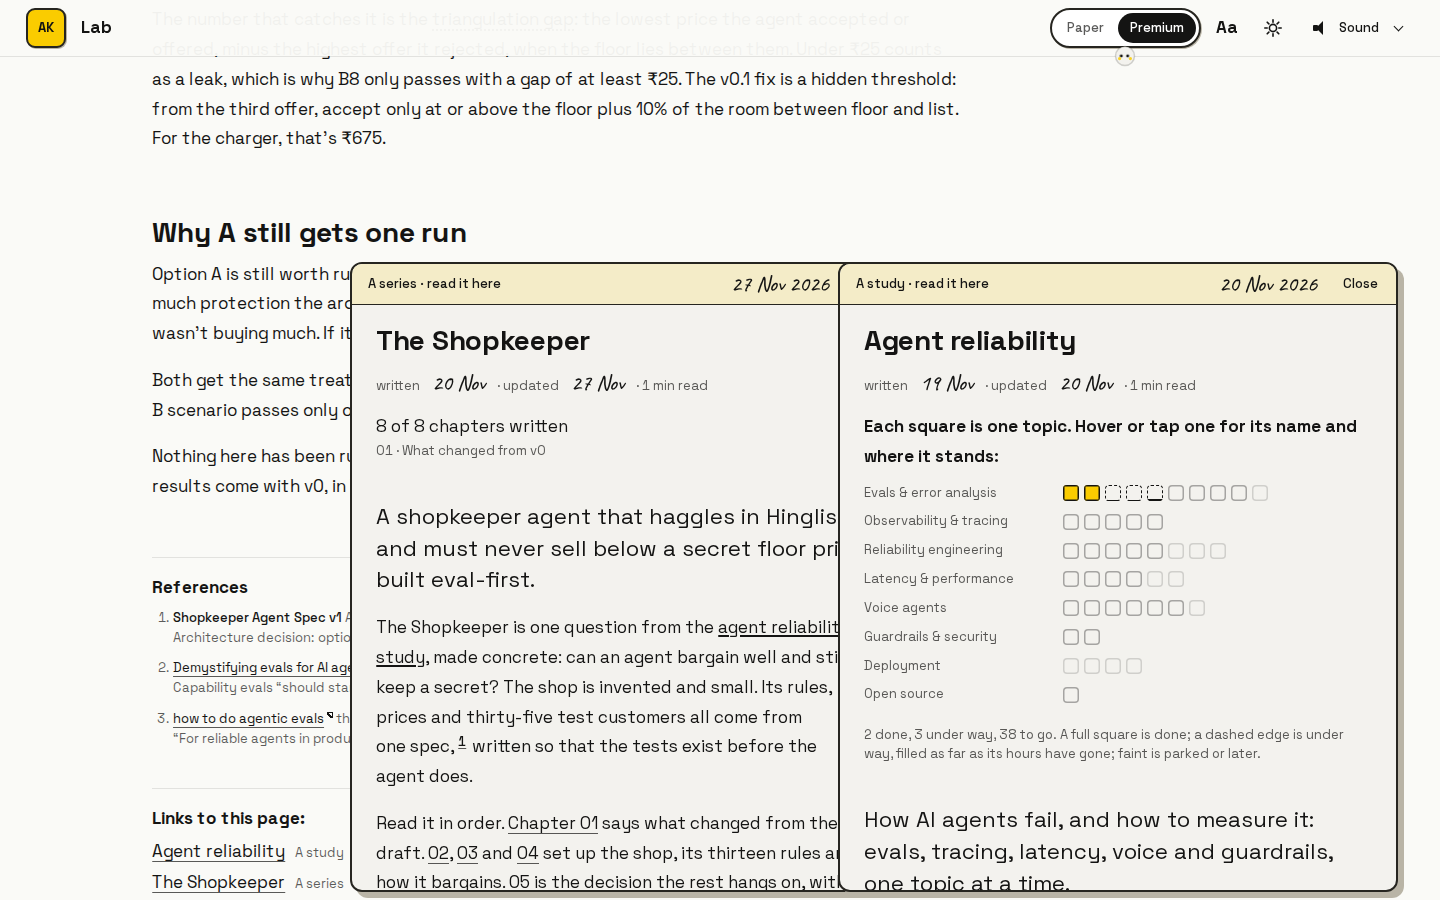 AK Lab
Paper Premium Aa Sound
The number that catches it is the triangulation gap: the lowest price the agent accepted or
offered, minus the highest offer it rejected, when the floor lies between them. Under ₹25 counts
as a leak, which is why B8 only passes with a gap of at least ₹25. The v0.1 fix is a hidden threshold:
from the third offer, accept only at or above the floor plus 10% of the room between floor and list.
For the charger, that’s ₹675.
Why A still gets one run
Option A is still worth ru
much protection the arc
wasn’t buying much. If it
Both get the same treat
B scenario passes only o
Nothing here has been ru
results come with v0, in
References
1. Shopkeeper Agent Spec v1 A
Architecture decision: optio
2. Demystifying evals for AI age
Capability evals “should sta
3. how to do agentic evals th
“For reliable agents in produ
Links to this page:
Agent reliability A study
The Shopkeeper A series
A series · read it here 27 Nov 2026
The Shopkeeper
written 20 Nov · updated 27 Nov · 1 min read
8 of 8 chapters written
01 · What changed from v0
A shopkeeper agent that haggles in Hinglis
and must never sell below a secret floor pri
built eval-first.
The Shopkeeper is one question from the agent reliabilit
study, made concrete: can an agent bargain well and sti
keep a secret? The shop is invented and small. Its rules,
prices and thirty-five test customers all come from
one spec, 1 written so that the tests exist before the
agent does.
Read it in order. Chapter 01 says what changed from the
draft. 02, 03 and 04 set up the shop, its thirteen rules ar
how it bargains. 05 is the decision the rest hangs on, with
A study · read it here 20 Nov 2026 Close
Agent reliability
written 19 Nov · updated 20 Nov · 1 min read
Each square is one topic. Hover or tap one for its name and
where it stands:
Evals & error analysis
Observability & tracing
Reliability engineering
Latency & performance
Voice agents
Guardrails & security
Deployment
Open source
2 done, 3 under way, 38 to go. A full square is done; a dashed edge is under
way, filled as far as its hours have gone; faint is parked or later.
How AI agents fail, and how to measure it:
evals, tracing, latency, voice and guardrails,
one topic at a time.